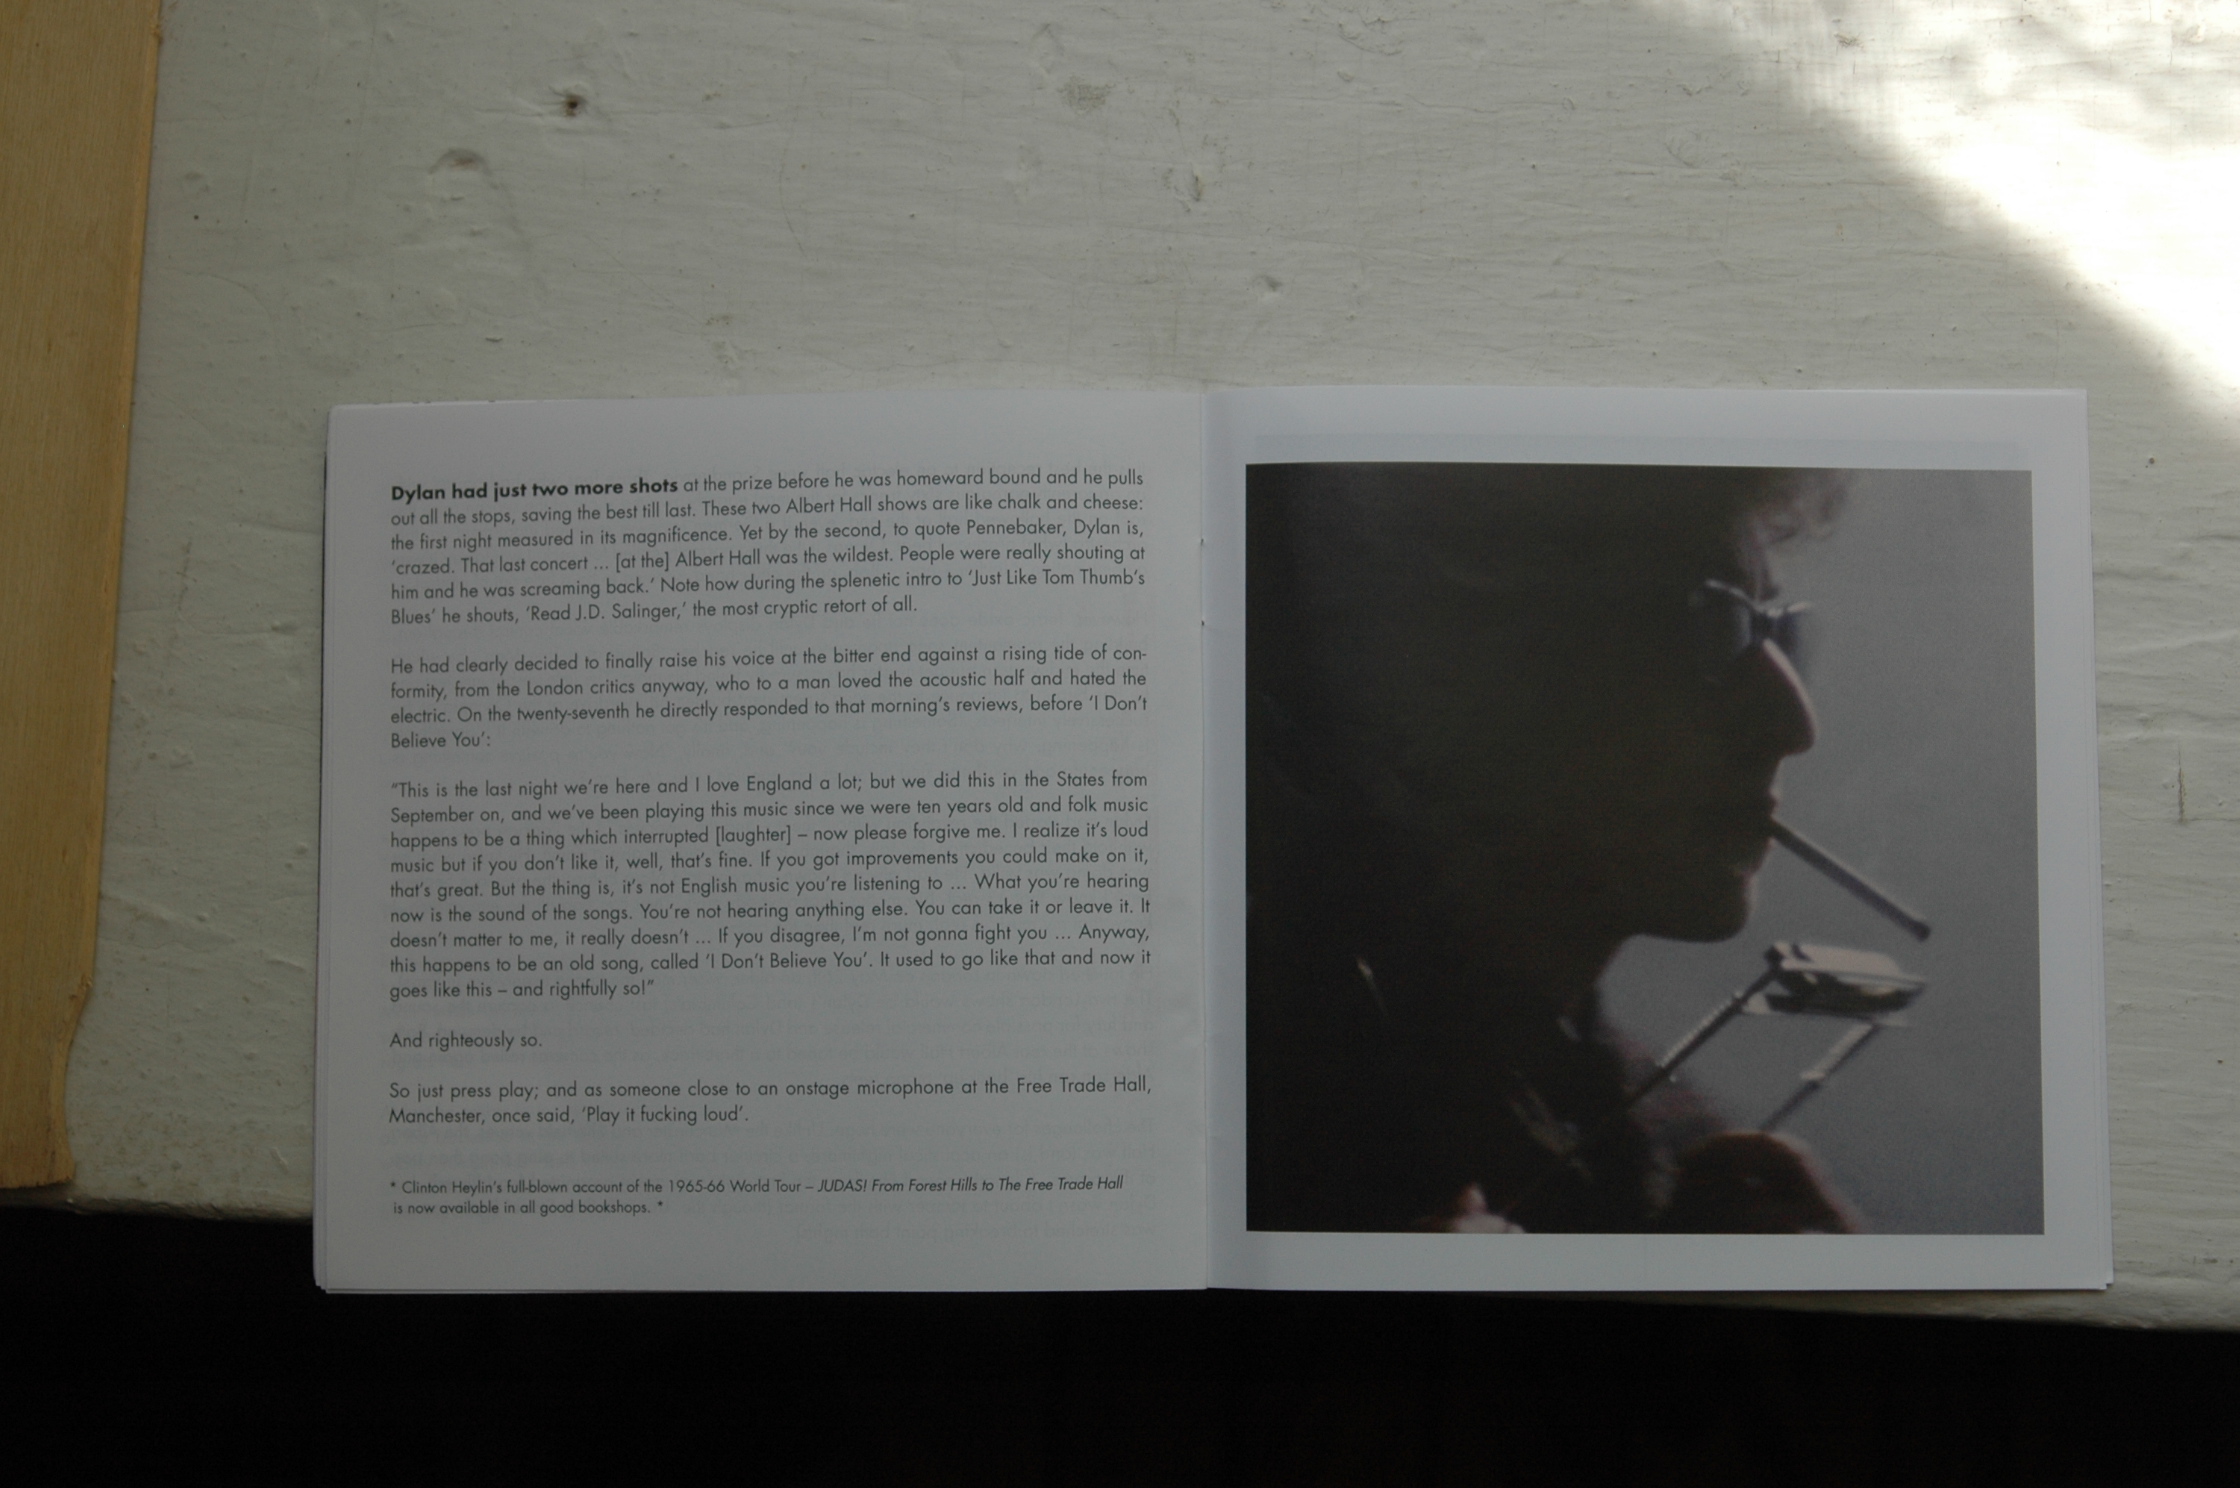 Dylan had just two more shots at the prize before he was homeward bound and he pulls
out all the stops, saving the best till last. These two Albert Hall shows are like chalk and cheese:
the first night measured in its magnificence. Yet by the second, to quote Pennebaker, Dylan is,
‘crazed. That last concert ... [at the] Albert Hall was the wildest. People were really shouting at
him and he was screaming back.’ Note how during the splenetic intro to ‘Just Like Tom Thumb’s
Blues’ he shouts, ‘Read J.D. Salinger,’ the most cryptic retort of all.
He had clearly decided to finally raise his voice at the bitter end against a rising tide of con-
formity, from the London critics anyway, who to a man loved the acoustic half and hated the
electric. On the twenty-seventh he directly responded to that morning’s reviews, before ‘I Don’t
Believe You’:
“This is the last night we’re here and I love England a lot; but we did this in the States from
September on, and we’ve been playing this music since we were ten years old and folk music
happens to be a thing which interrupted [laughter] – now please forgive me. I realize it’s loud
music but if you don’t like it, well, that’s fine. If you got improvements you could make on it,
that’s great. But the thing is, it’s not English music you’re listening to ... What you’re hearing
now is the sound of the songs. You’re not hearing anything else. You can take it or leave it. It
doesn’t matter to me, it really doesn’t ... If you disagree, I’m not gonna fight you ... Anyway,
this happens to be an old song, called ‘I Don’t Believe You’. It used to go like that and now it
goes like this – and rightfully so!”
And righteously so.
So just press play; and as someone close to an onstage microphone at the Free Trade Hall,
Manchester, once said, ‘Play it fucking loud’.
* Clinton Heylin’s full-blown account of the 1965-66 World Tour – JUDAS! From Forest Hills to The Free Trade Hall
is now available in all good bookshops. *